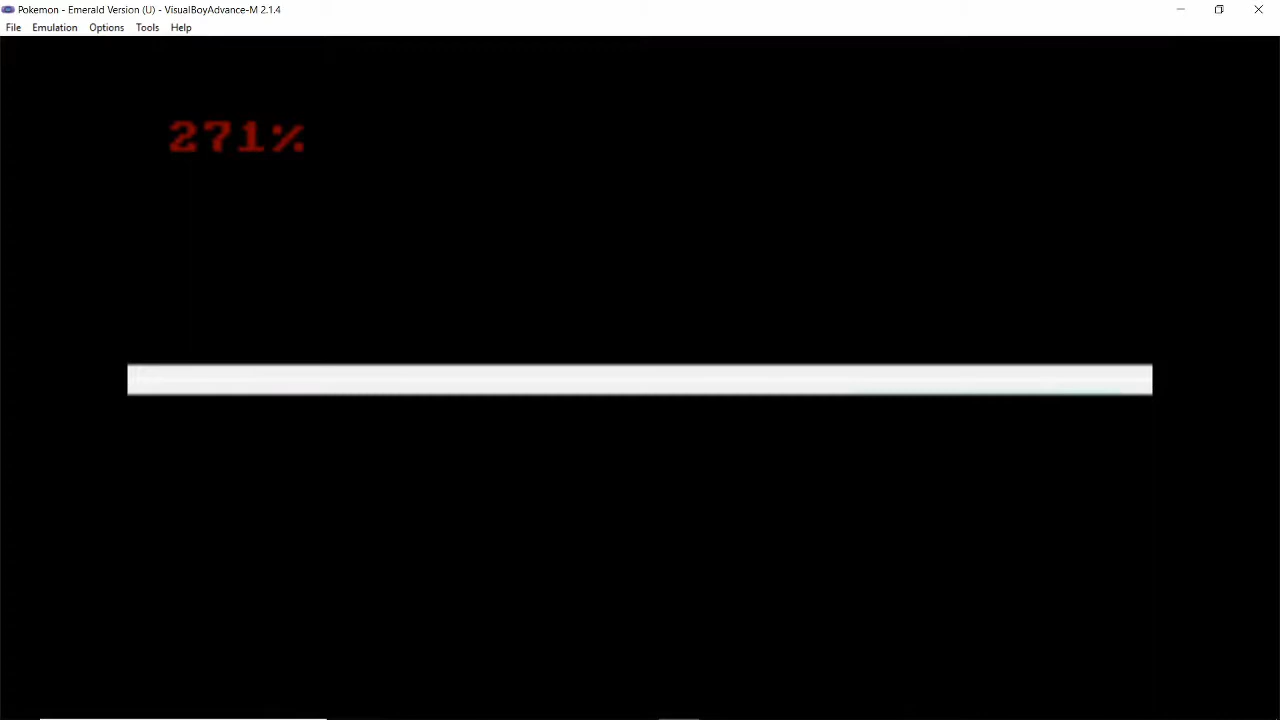 Pokemon - Emerald Version (U) - VisualBoyAdvance-M 2.1.4
File Emulation Options Tools Help
271%